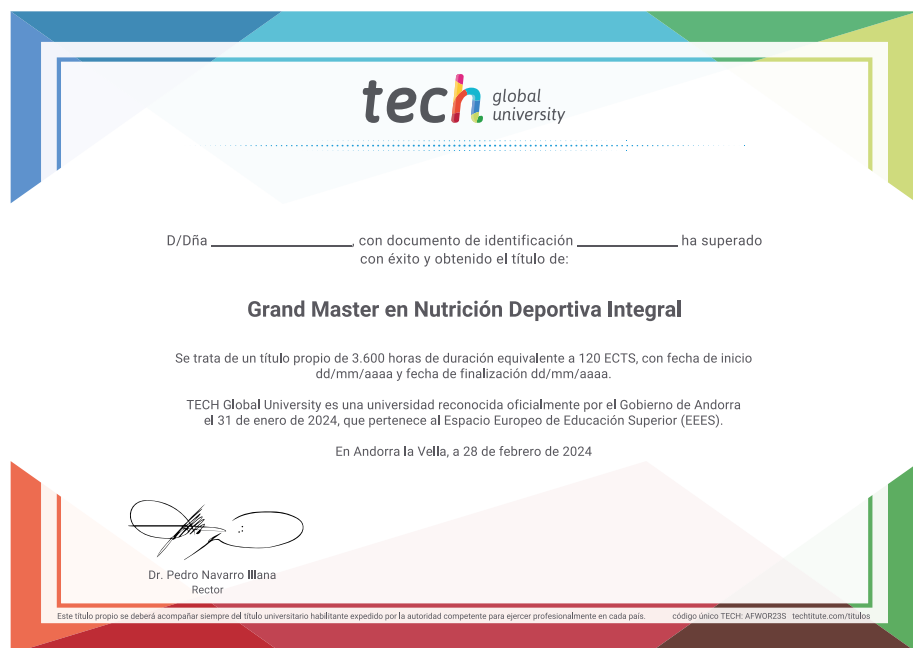 tech global university
D/Dña ________________, con documento de identificación ___________ ha superado
con éxito y obtenido el título de:
Grand Master en Nutrición Deportiva Integral
Se trata de un título propio de 3.600 horas de duración equivalente a 120 ECTS, con fecha de inicio
dd/mm/aaaa y fecha de finalización dd/mm/aaaa.
TECH Global University es una universidad reconocida oficialmente por el Gobierno de Andorra
el 31 de enero de 2024, que pertenece al Espacio Europeo de Educación Superior (EEES).
En Andorra la Vella, a 28 de febrero de 2024
Dr. Pedro Navarro Illana
Rector
Este título propio se deberá acompañar siempre del título universitario habilitante expedido por la autoridad competente para ejercer profesionalmente en cada país. código único TECH: AFWOR23S techtitute.com/titulos